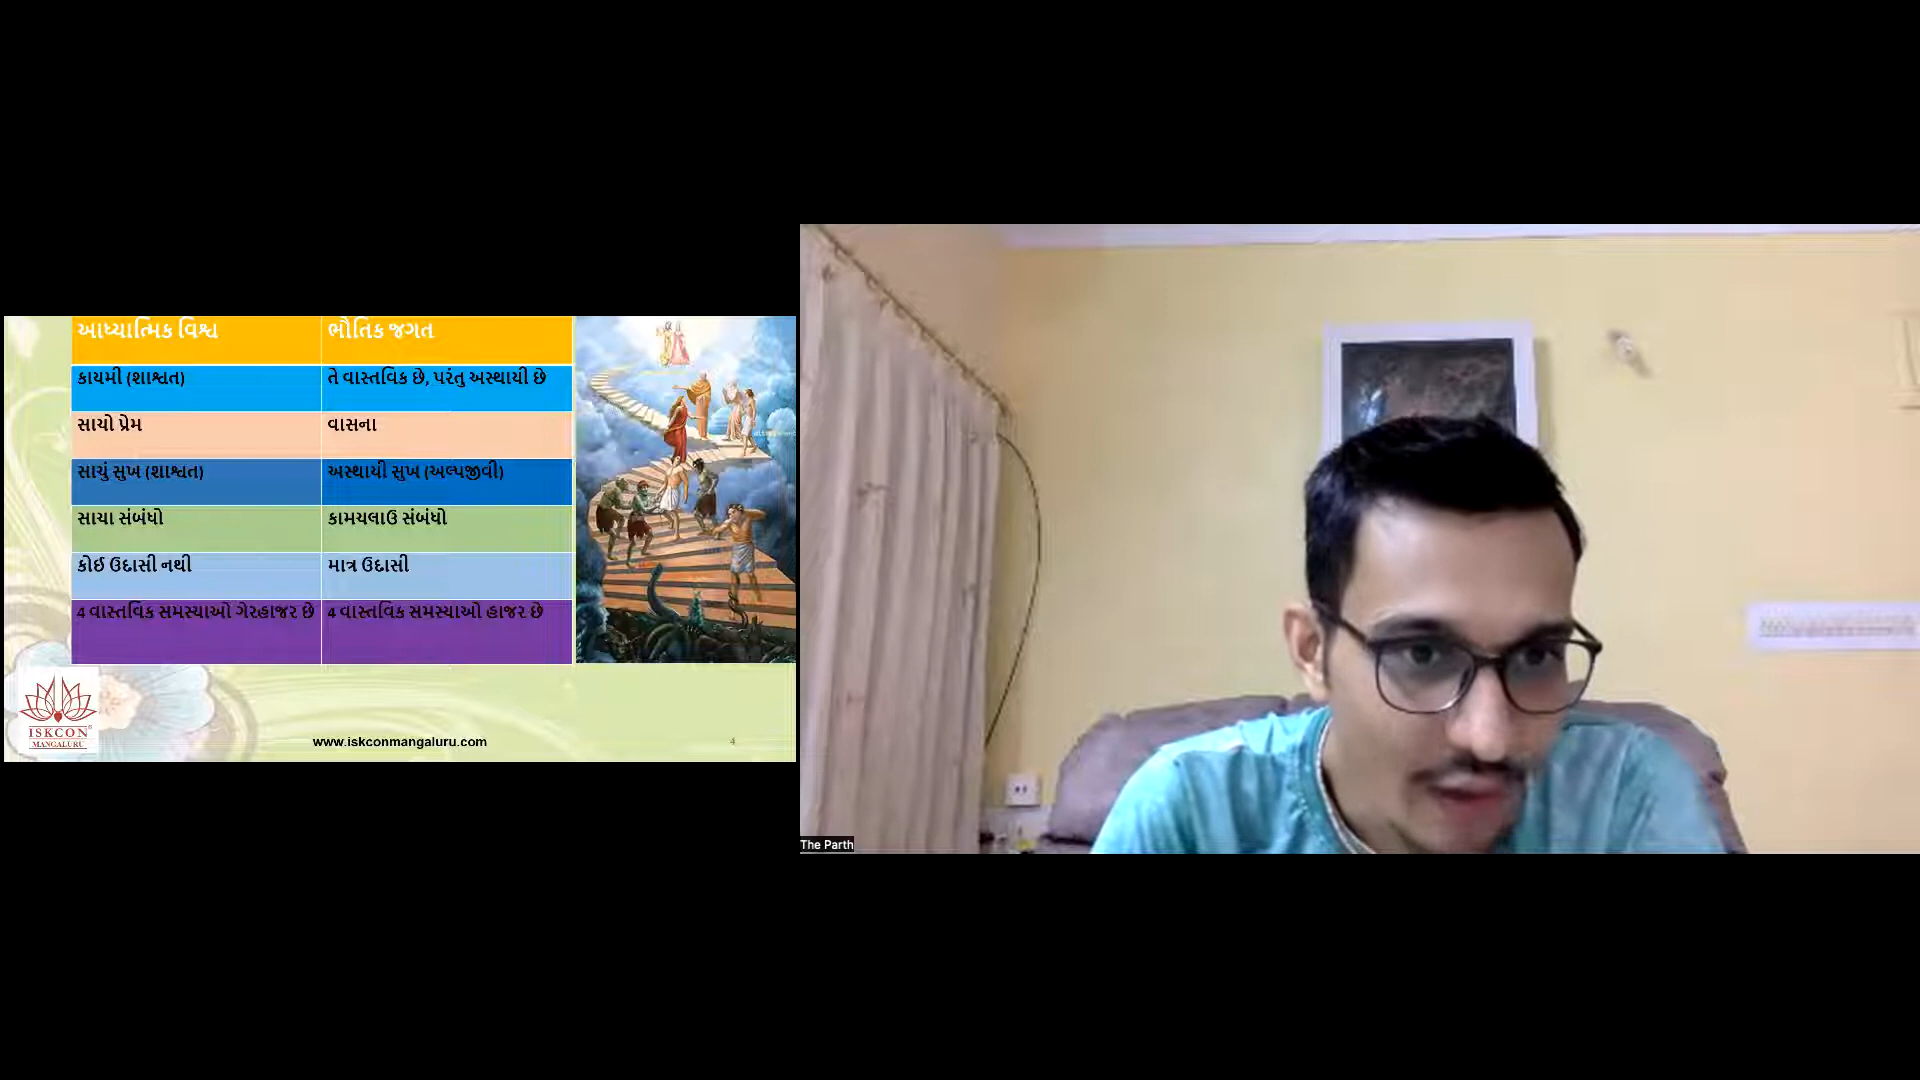 આધ્યાત્મિક વિશ્વ
ભૌતિક જગત
કાયમી (શાશ્વત)
તે વાસ્તવિક છે, પરંતુ અસ્થાયી છે
સાચો પ્રેમ
વાસના
સાચું સુખ (શાશ્વત)
અસ્થાયી સુખ (અલ્પજીવી)
સાચા સંબંધો
કામચલાઉ સંબંધો
કોઈ ઉદાસી નથી
માત્ર ઉદાસી
4 વાસ્તવિક સમસ્યાઓ ગેરહાજર છે
4 વાસ્તવિક સમસ્યાઓ હાજર છે
ISKCON®
MANGALURU
www.iskconmangaluru.com
4
The Parth